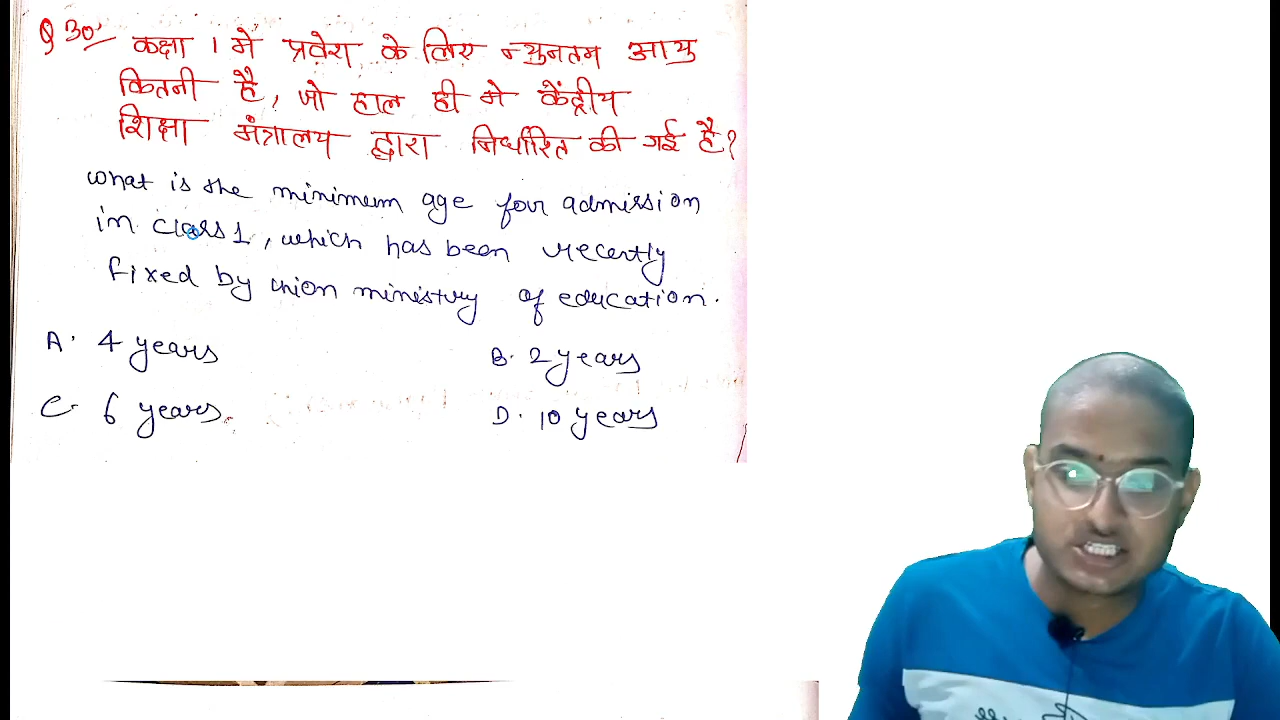 Q 30:- कक्षा 1 में प्रवेश के लिए न्युनतम आयु
कितनी है, जो हाल ही मे केंद्रीय
शिक्षा मंत्रालय द्वारा निर्धारित की गई है?
What is the minimum age for admission
in class 1, which has been recently
fixed by union ministry of education.
A. 4 years
B. 2 years
C. 6 years.
D. 10 years